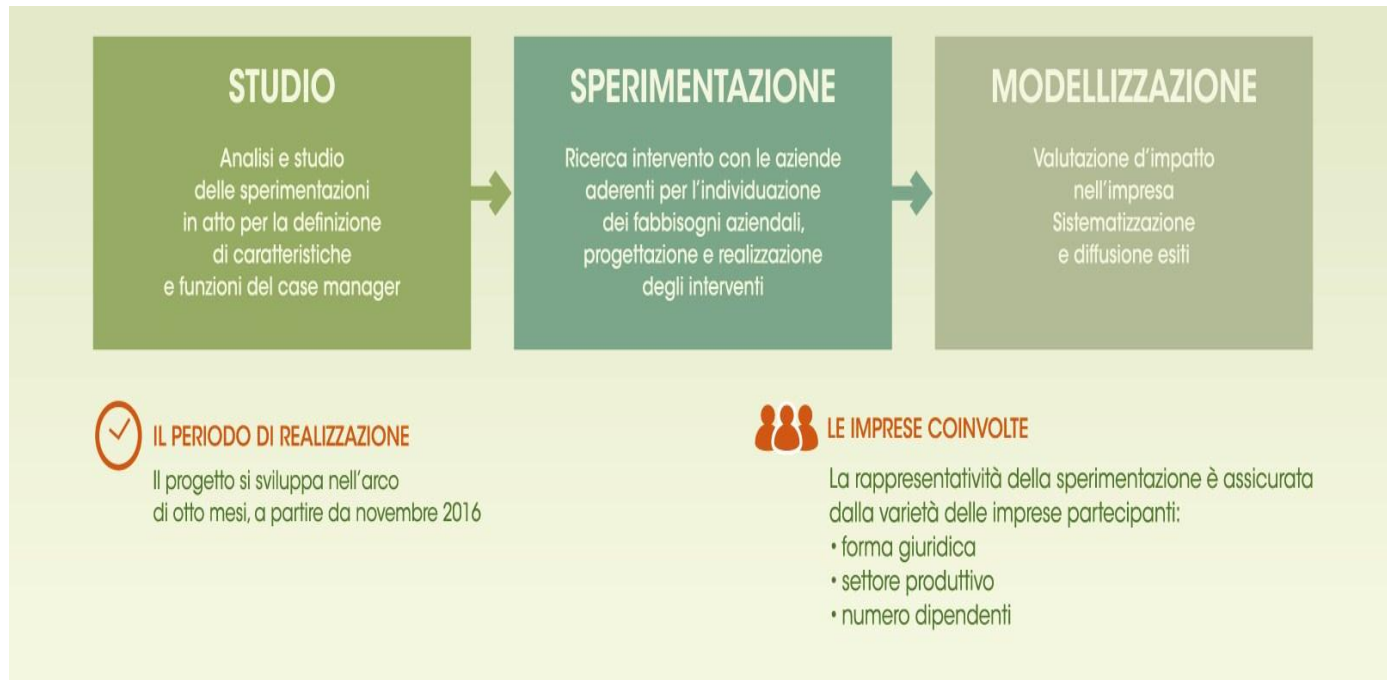 STUDIO
Analisi e studio
delle sperimentazioni
in atto per la definizione
di caratteristiche
e funzioni del case manager
SPERIMENTAZIONE
Ricerca intervento con le aziende
aderenti per l'individuazione
dei fabbisogni aziendali,
progettazione e realizzazione
degli interventi
MODELLIZZAZIONE
Valutazione d'impatto
nell'impresa
Sistematizzazione
e diffusione esiti
IL PERIODO DI REALIZZAZIONE
Il progetto si sviluppa nell'arco
di otto mesi, a partire da novembre 2016
LE IMPRESE COINVOLTE
La rappresentatività della sperimentazione è assicurata
dalla varietà delle imprese partecipanti:
• forma giuridica
• settore produttivo
• numero dipendenti